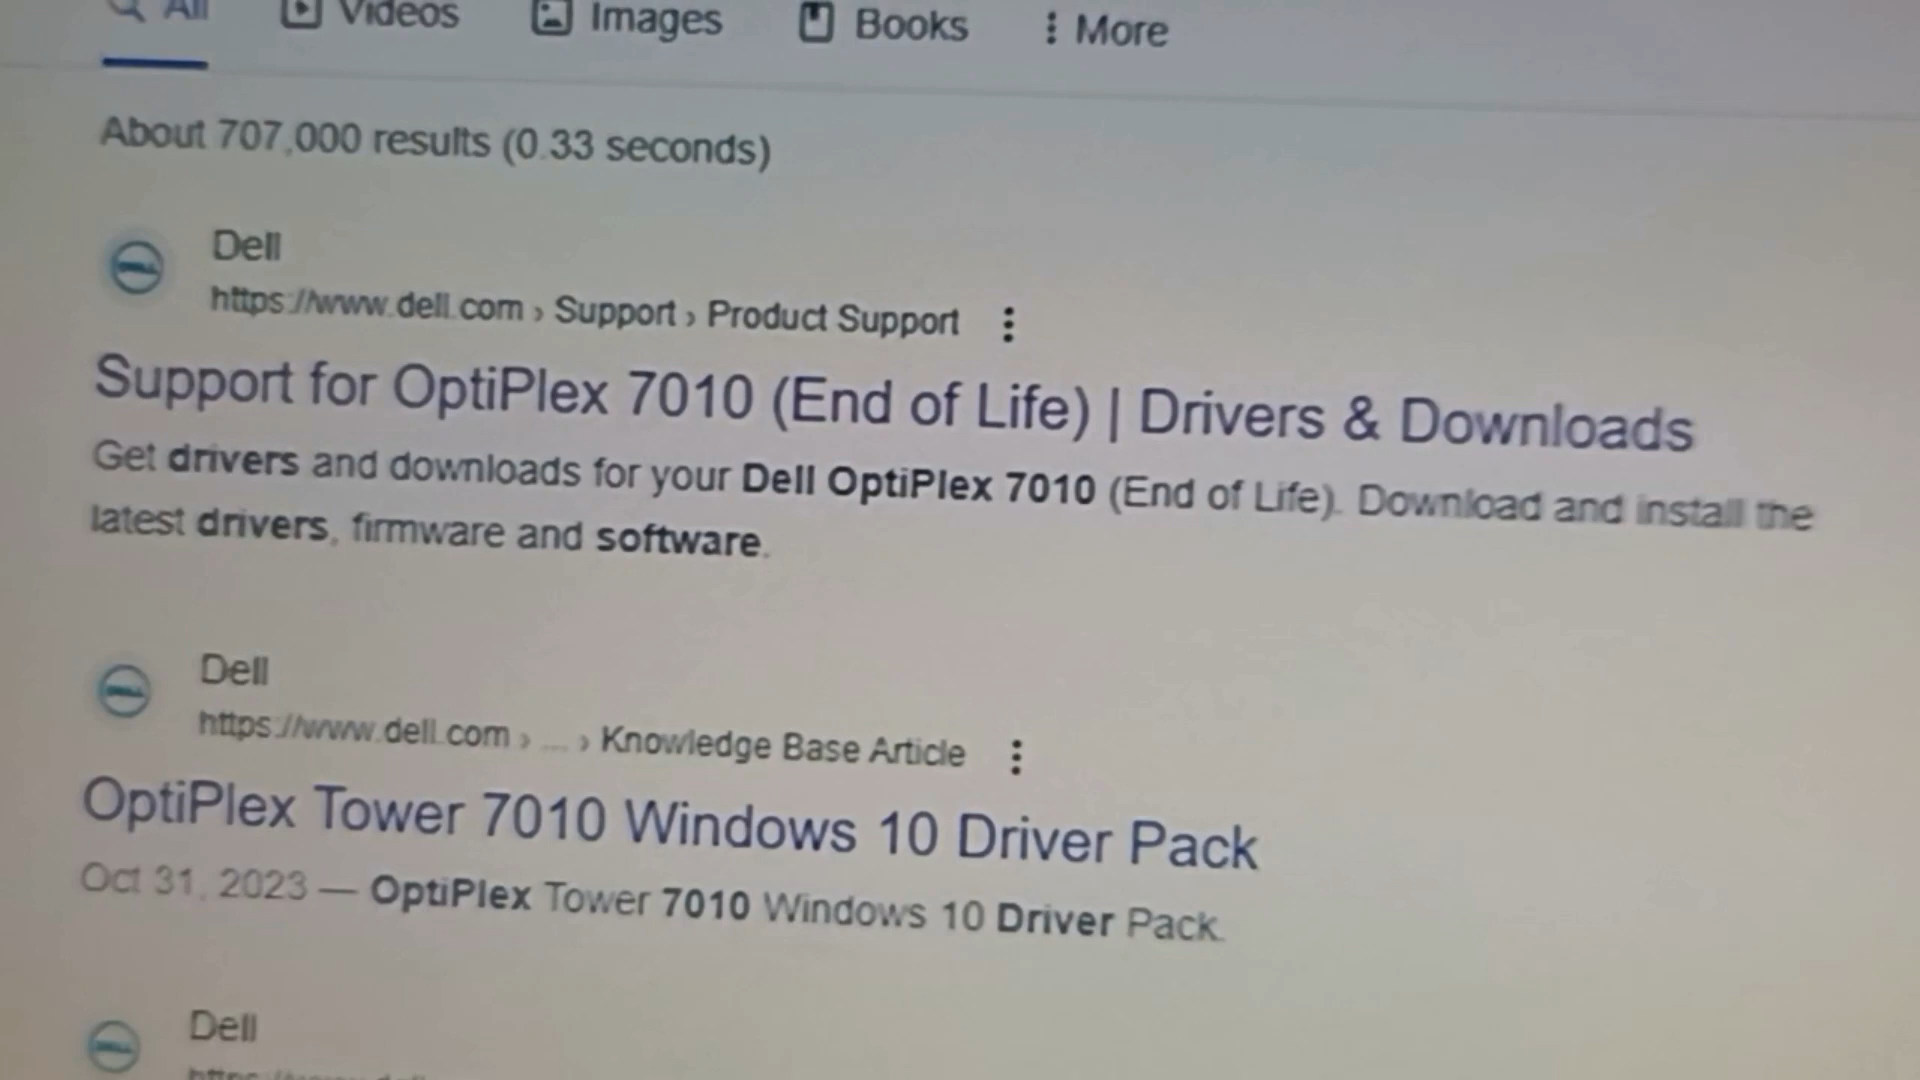 All Videos Images Books More
About 707,000 results (0.33 seconds)
Dell
https://www.dell.com › Support › Product Support
Support for OptiPlex 7010 (End of Life) | Drivers & Downloads
Get drivers and downloads for your Dell OptiPlex 7010 (End of Life). Download and install the
latest drivers, firmware and software.
Dell
https://www.dell.com › ... › Knowledge Base Article
OptiPlex Tower 7010 Windows 10 Driver Pack
Oct 31, 2023 — OptiPlex Tower 7010 Windows 10 Driver Pack.
Dell